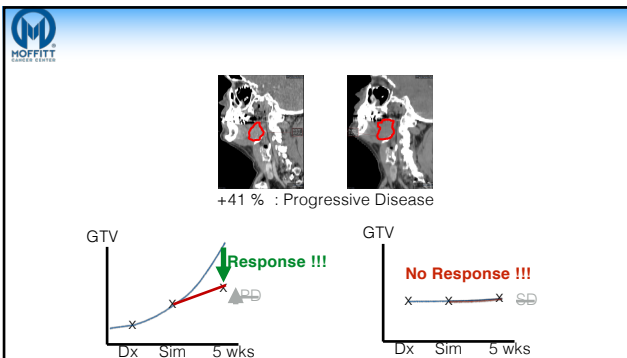 MOFFITT
CANCER CENTER
+41 % : Progressive Disease
GTV
Response !!!
PD
Dx Sim 5 wks
GTV
No Response !!!
SD
Dx Sim 5 wks